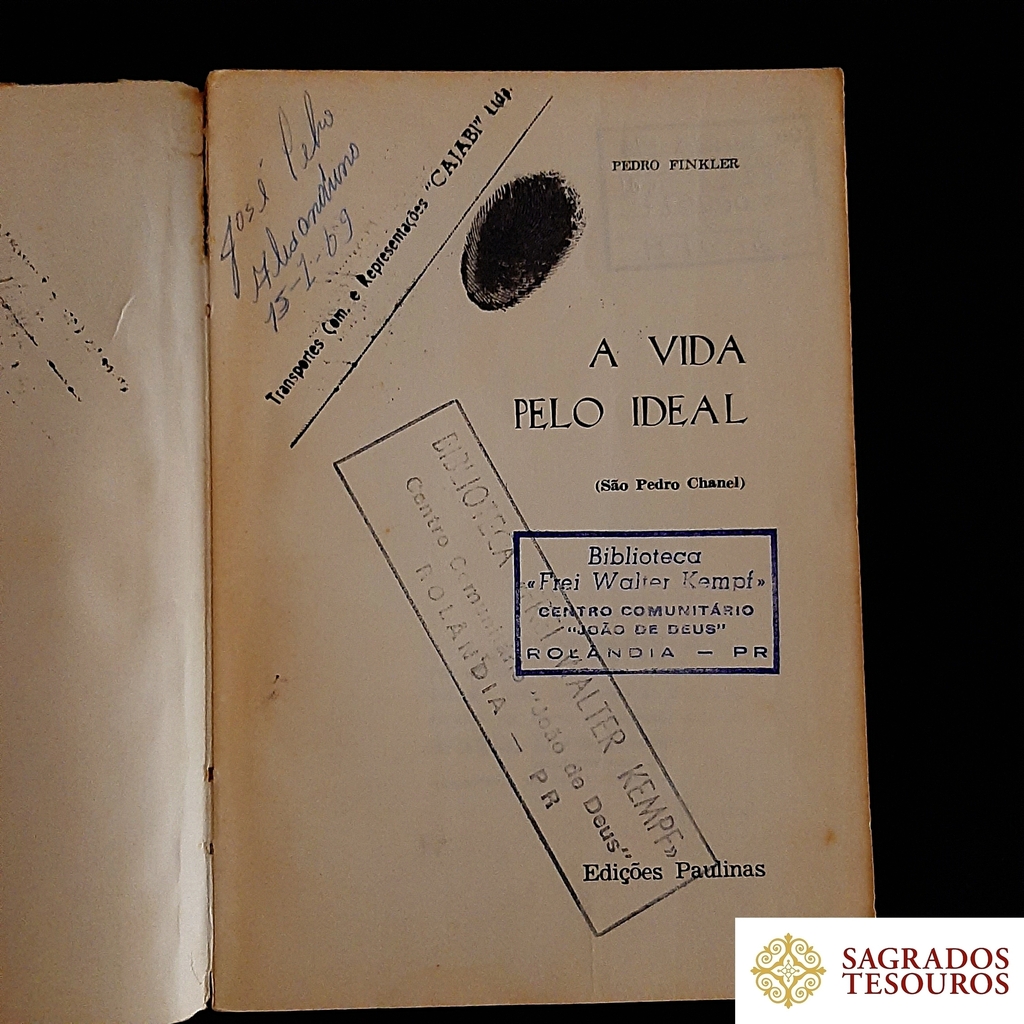 José Pedro
Alexandrino
15-1-69
Transportes Com. e Representações "CAJABI" Ltda.
PEDRO FINKLER
A VIDA
PELO IDEAL
(São Pedro Chanel)
Biblioteca
«Frei Walter Kempf»
CENTRO COMUNITÁRIO
"JOÃO DE DEUS"
ROLÂNDIA — PR
BIBLIOTECA «FREI WALTER KEMPF»
Centro Comunitário "João de Deus"
ROLÂNDIA — PR
Edições Paulinas
SAGRADOS
TESOUROS